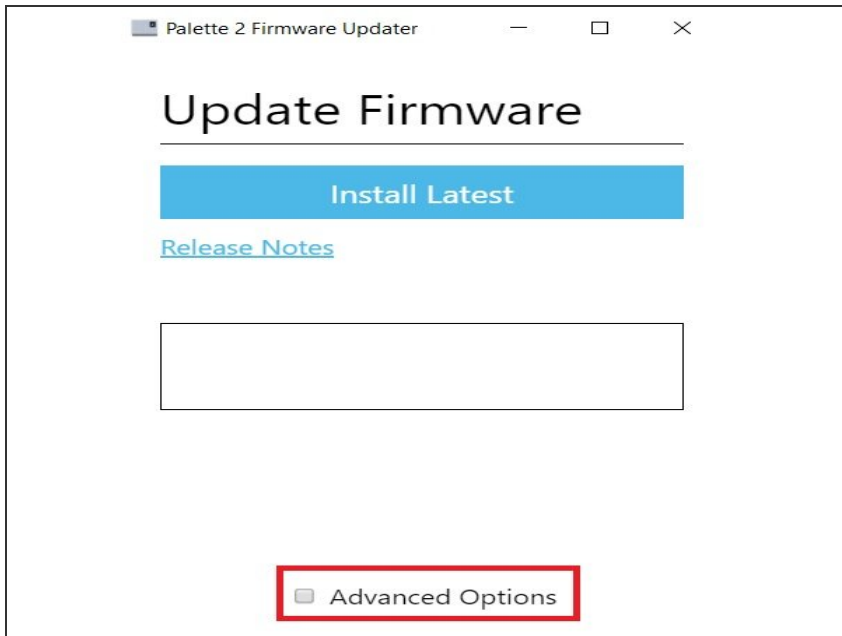 Palette 2 Firmware Updater
Update Firmware
Install Latest
Release Notes
Advanced Options